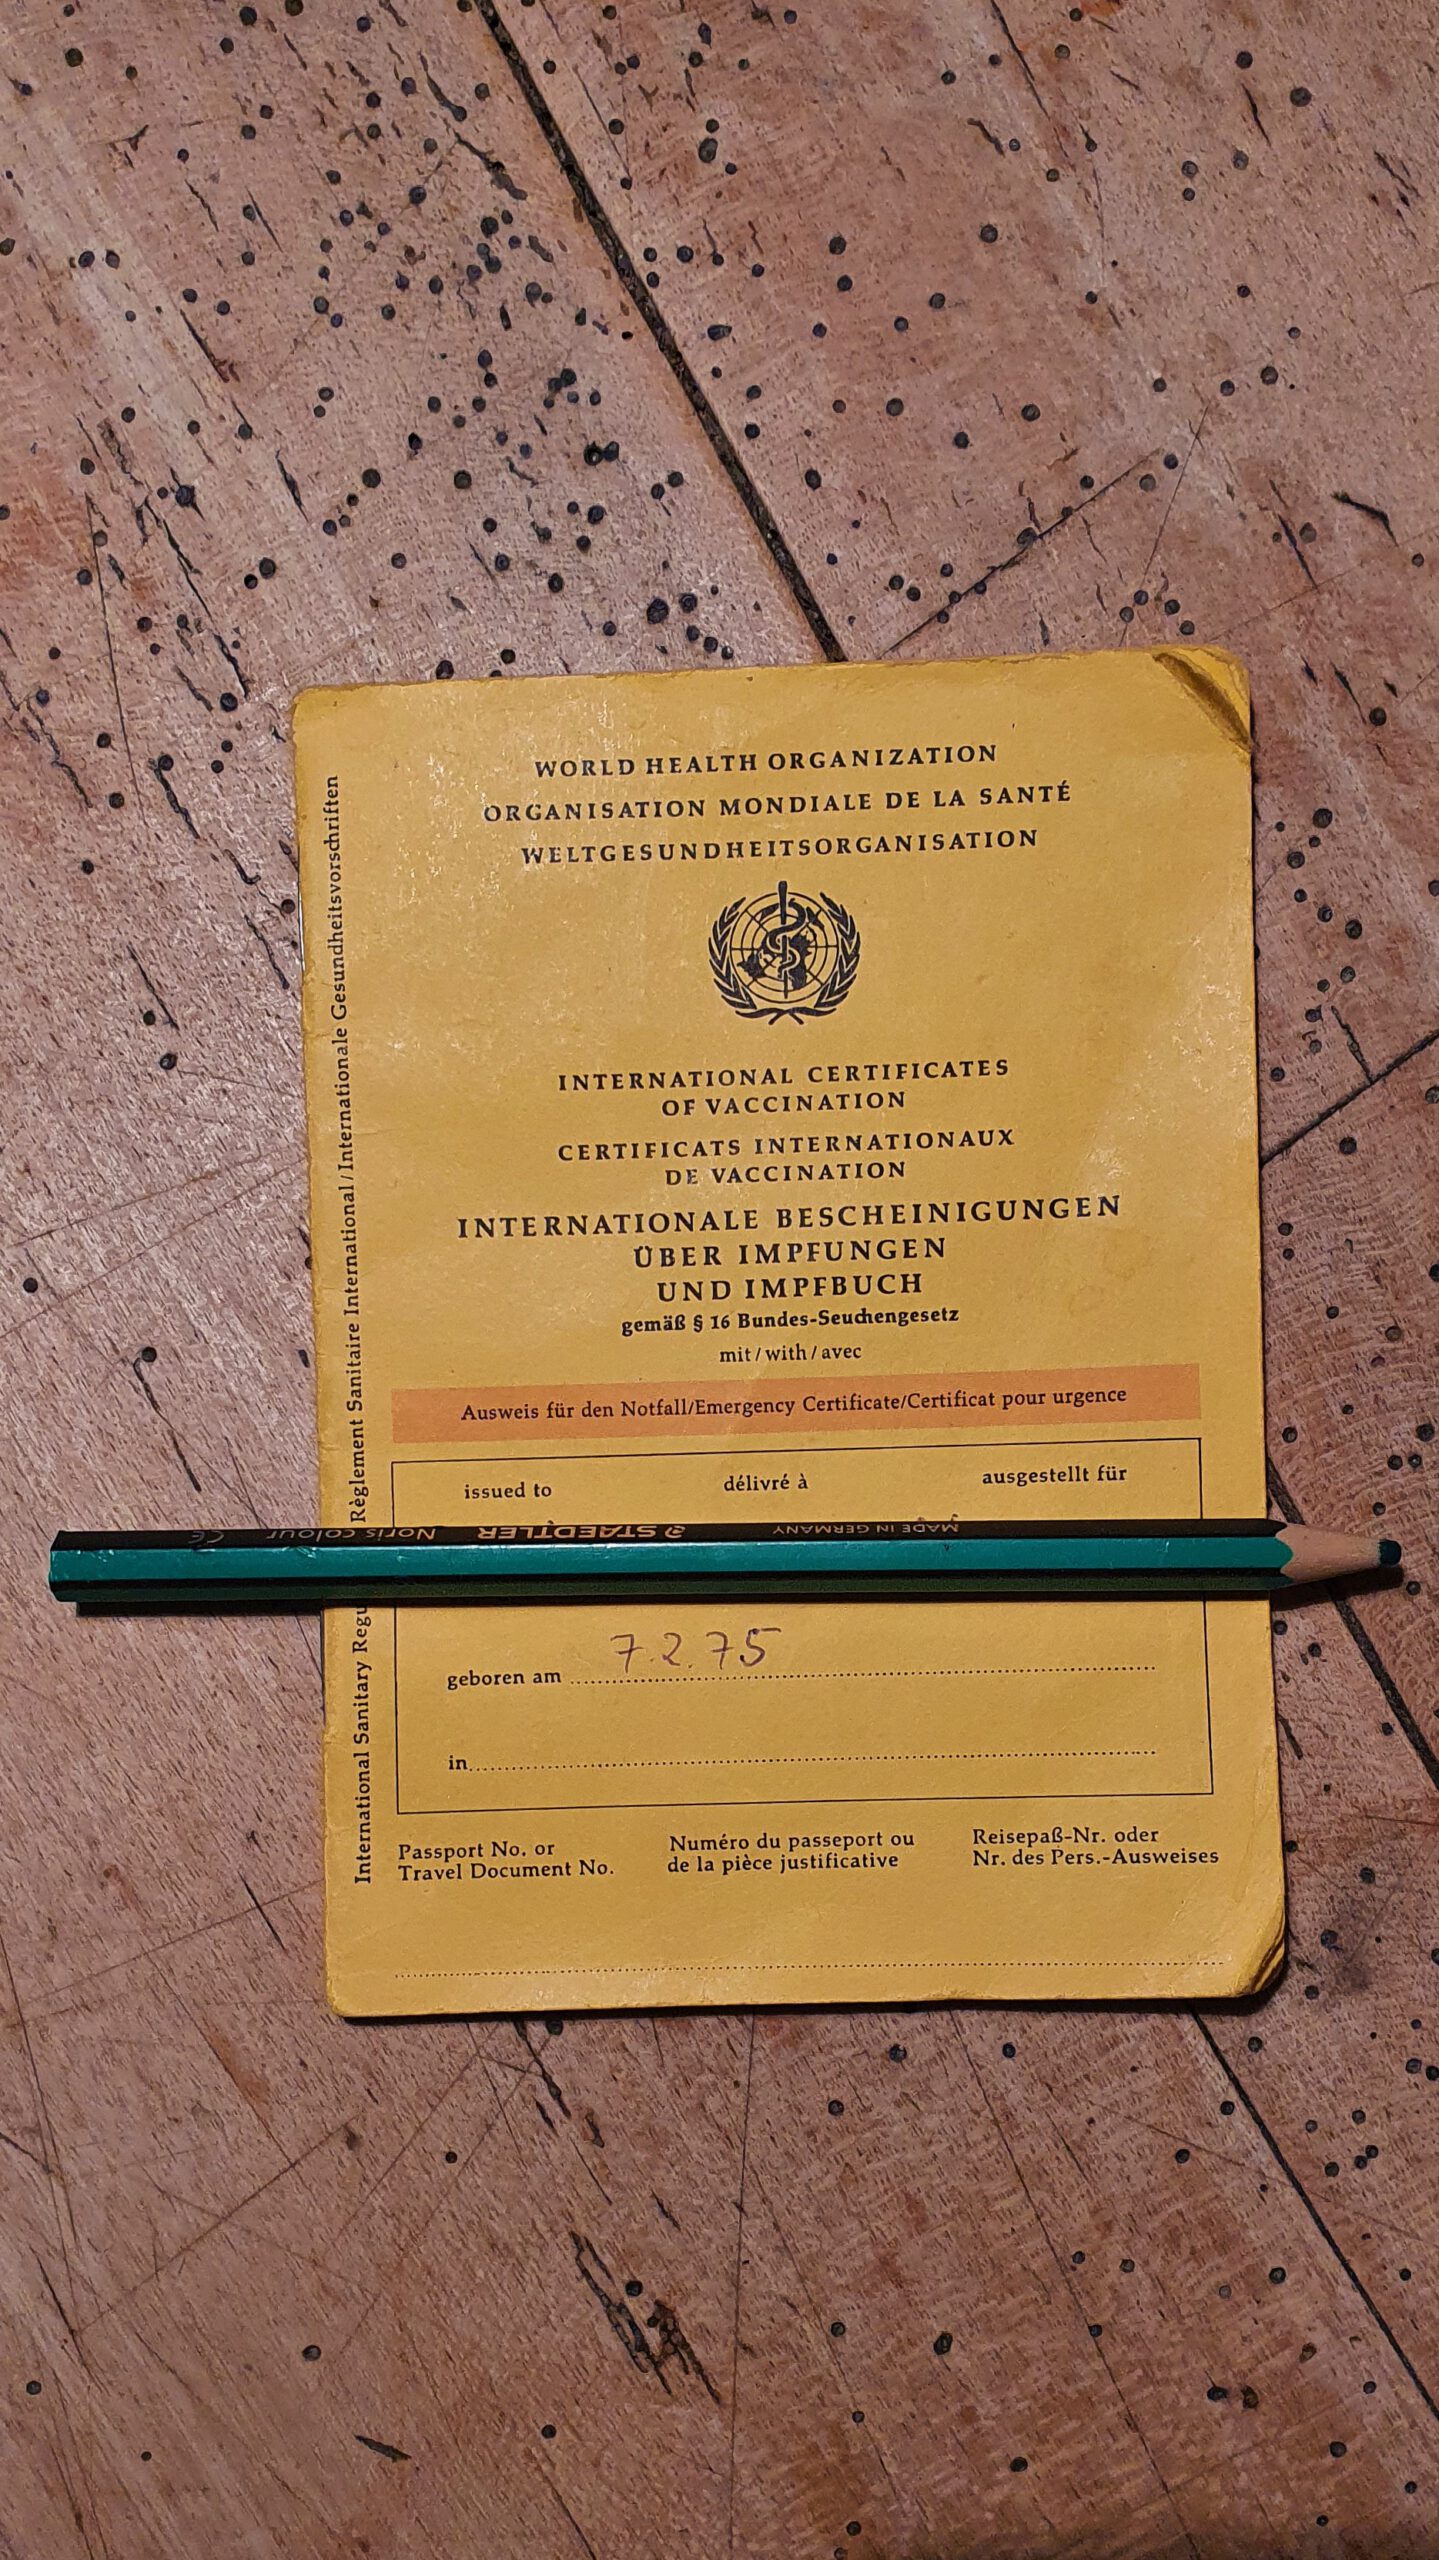 WORLD HEALTH ORGANIZATION
ORGANISATION MONDIALE DE LA SANTÉ
WELTGESUNDHEITSORGANISATION
INTERNATIONAL CERTIFICATES
OF VACCINATION
CERTIFICATS INTERNATIONAUX
DE VACCINATION
INTERNATIONALE BESCHEINIGUNGEN
ÜBER IMPFUNGEN
UND IMPFBUCH
gemäß § 16 Bundes-Seuchengesetz
mit / with / avec
Ausweis für den Notfall/Emergency Certificate/Certificat pour urgence
issued to délivré à ausgestellt für
MADE IN GERMANY STAEDTLER Noris colour CE
geboren am 7.2.75
in
Passport No. or Numéro du passeport ou Reisepaß-Nr. oder
Travel Document No. de la pièce justificative Nr. des Pers.-Ausweises
International Sanitary Règlement Sanitaire International / Internationale Gesundheitsvorschriften